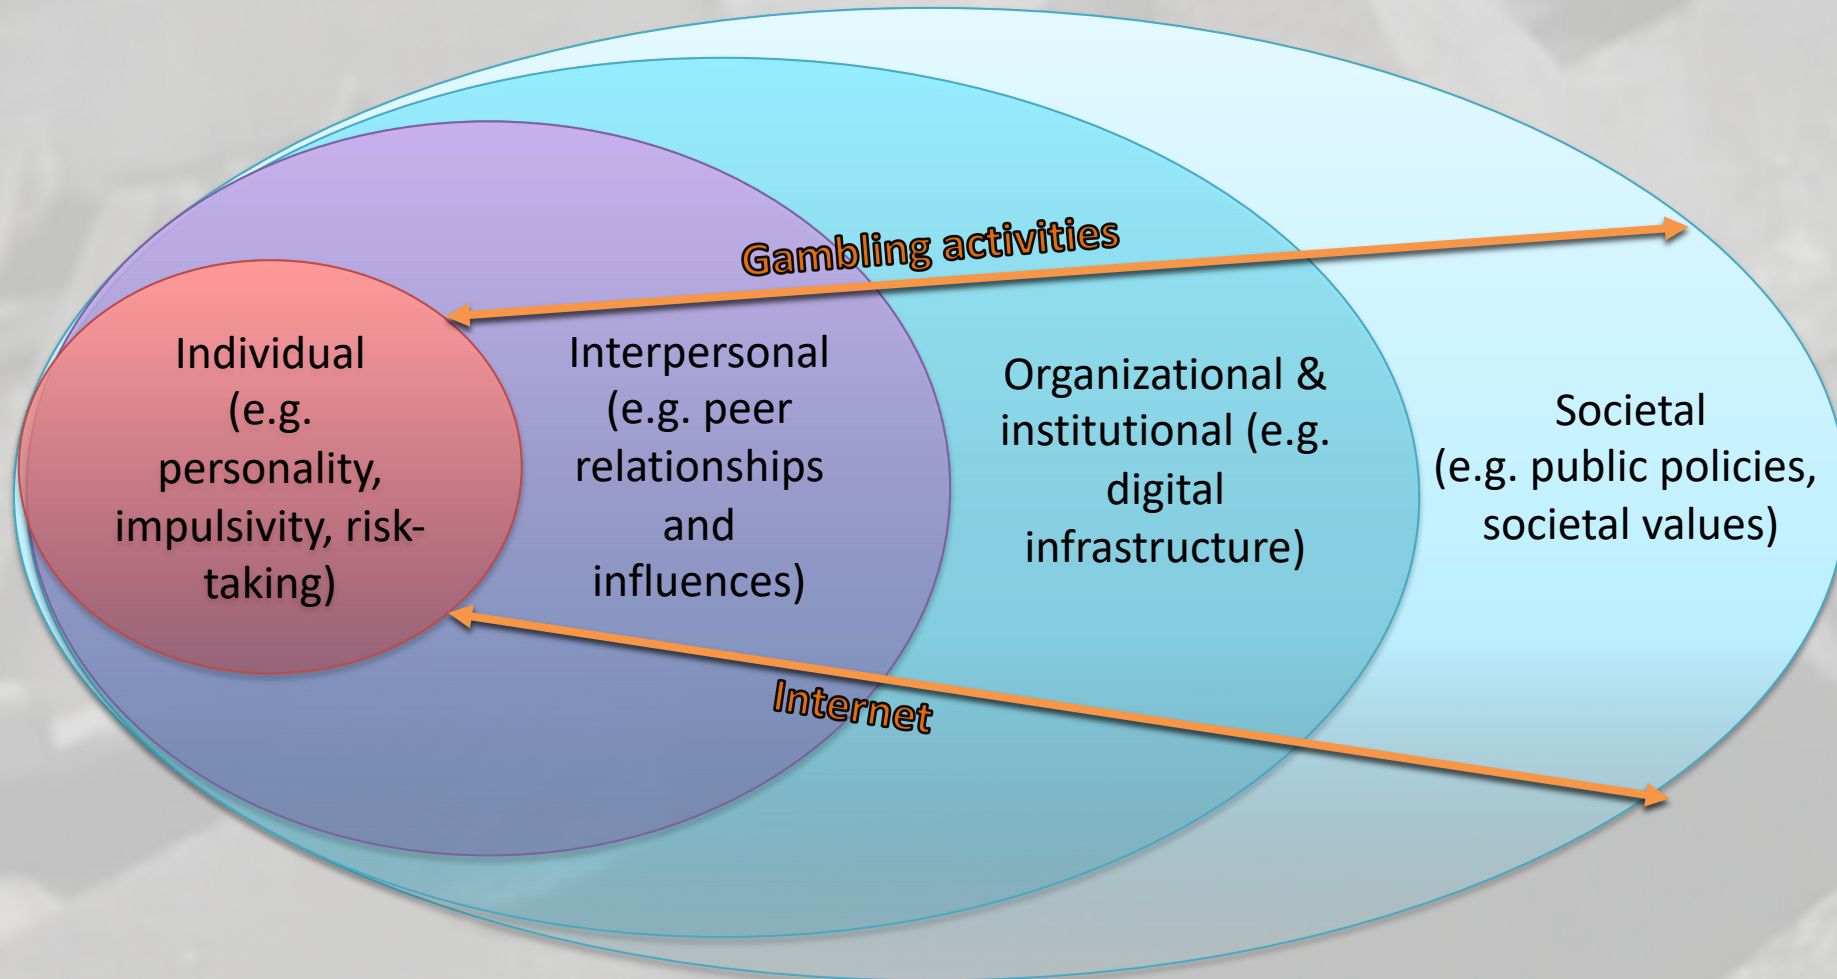 Gambling activities
Individual
(e.g.
personality,
impulsivity, risk-
taking)
Interpersonal
(e.g. peer
relationships
and
influences)
Organizational &
institutional (e.g.
digital
infrastructure)
Societal
(e.g. public policies,
societal values)
Internet